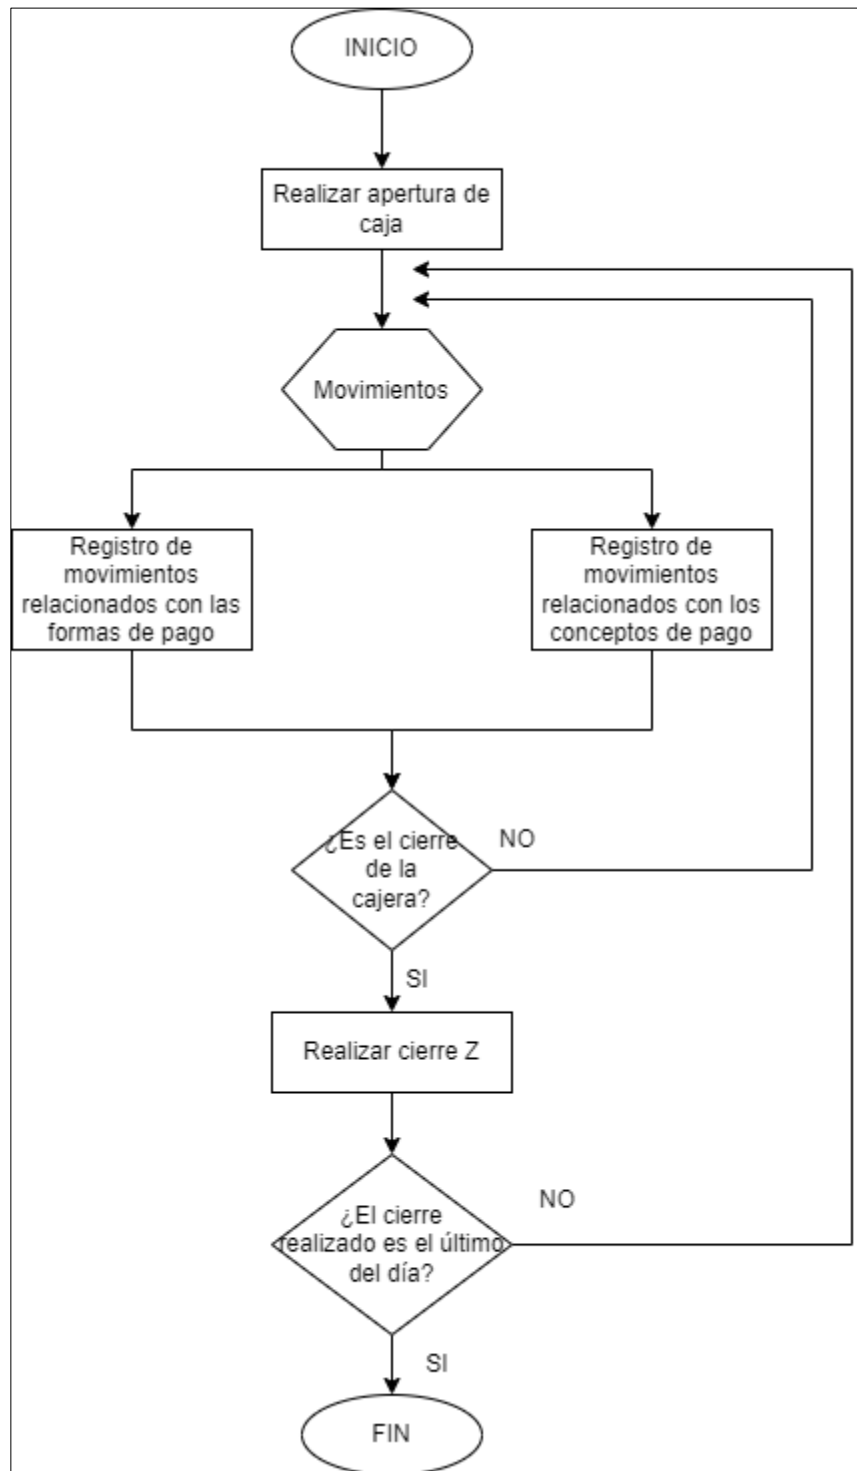 INICIO
Realizar apertura de
caja
Movimientos
Registro de
movimientos
relacionados con las
formas de pago
Registro de
movimientos
relacionados con los
conceptos de pago
¿Es el cierre
de la
cajera?
NO
SI
Realizar cierre Z
¿El cierre
realizado es el último
del día?
NO
SI
FIN